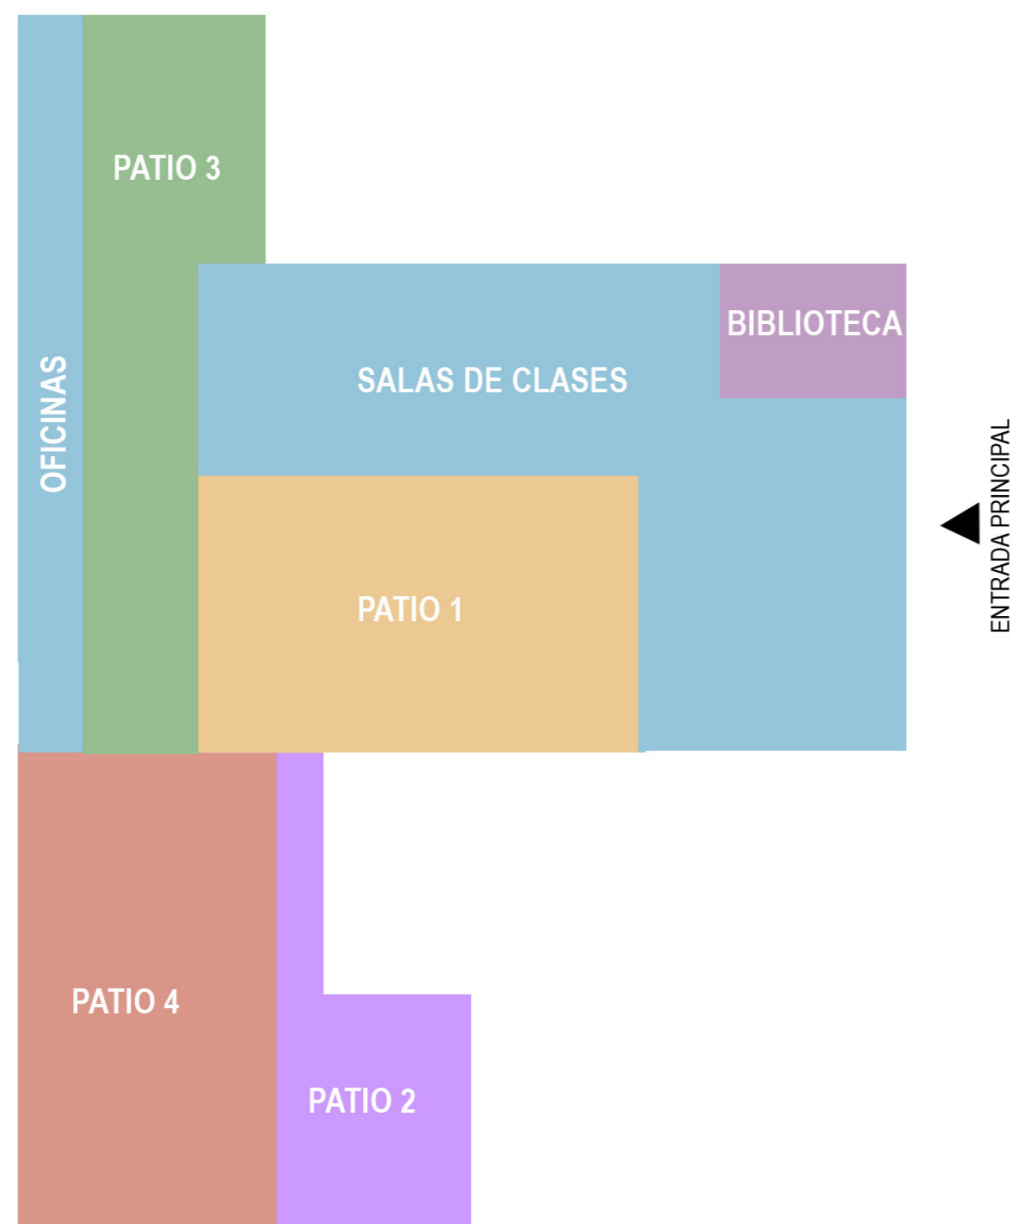 PATIO 3
BIBLIOTECA
OFICINAS
SALAS DE CLASES
ENTRADA PRINCIPAL
PATIO 1
PATIO 4
PATIO 2